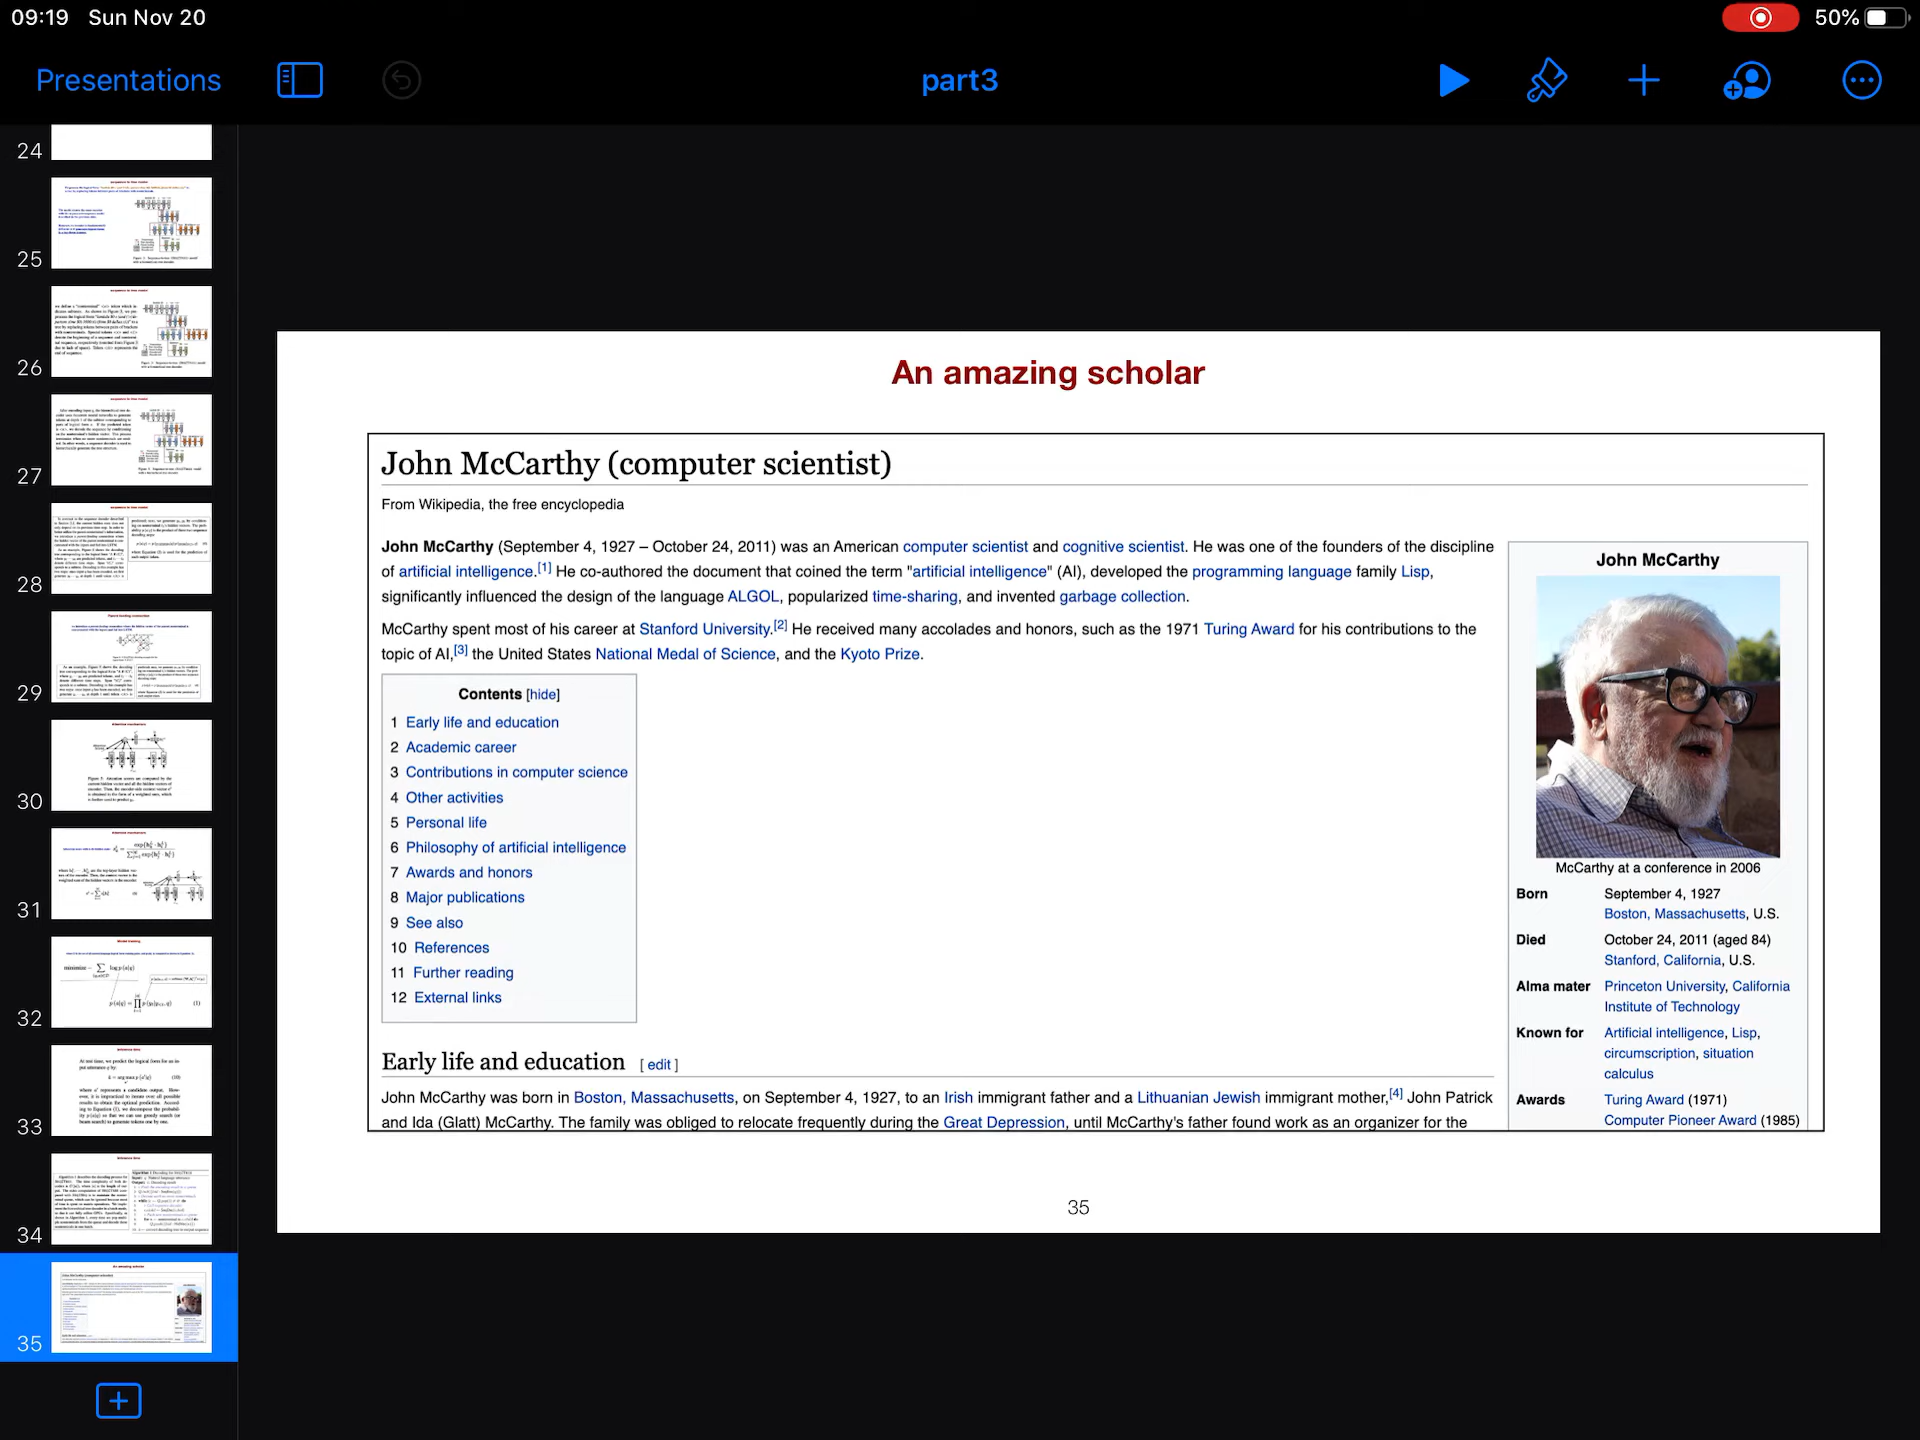 09:19 Sun Nov 20
50%
Presentations
part3
24
25
26
27
28
29
30
31
32
33
34
35
An amazing scholar
John McCarthy (computer scientist)
From Wikipedia, the free encyclopedia
John McCarthy (September 4, 1927 – October 24, 2011) was an American computer scientist and cognitive scientist. He was one of the founders of the discipline
of artificial intelligence.[1] He co-authored the document that coined the term "artificial intelligence" (AI), developed the programming language family Lisp,
significantly influenced the design of the language ALGOL, popularized time-sharing, and invented garbage collection.
McCarthy spent most of his career at Stanford University.[2] He received many accolades and honors, such as the 1971 Turing Award for his contributions to the
topic of AI,[3] the United States National Medal of Science, and the Kyoto Prize.
Contents [hide]
1 Early life and education
2 Academic career
3 Contributions in computer science
4 Other activities
5 Personal life
6 Philosophy of artificial intelligence
7 Awards and honors
8 Major publications
9 See also
10 References
11 Further reading
12 External links
Early life and education [ edit ]
John McCarthy was born in Boston, Massachusetts, on September 4, 1927, to an Irish immigrant father and a Lithuanian Jewish immigrant mother,[4] John Patrick
and Ida (Glatt) McCarthy. The family was obliged to relocate frequently during the Great Depression, until McCarthy's father found work as an organizer for the
John McCarthy
McCarthy at a conference in 2006
Born September 4, 1927
Boston, Massachusetts, U.S.
Died October 24, 2011 (aged 84)
Stanford, California, U.S.
Alma mater Princeton University, California
Institute of Technology
Known for Artificial intelligence, Lisp,
circumscription, situation
calculus
Awards Turing Award (1971)
Computer Pioneer Award (1985)
35